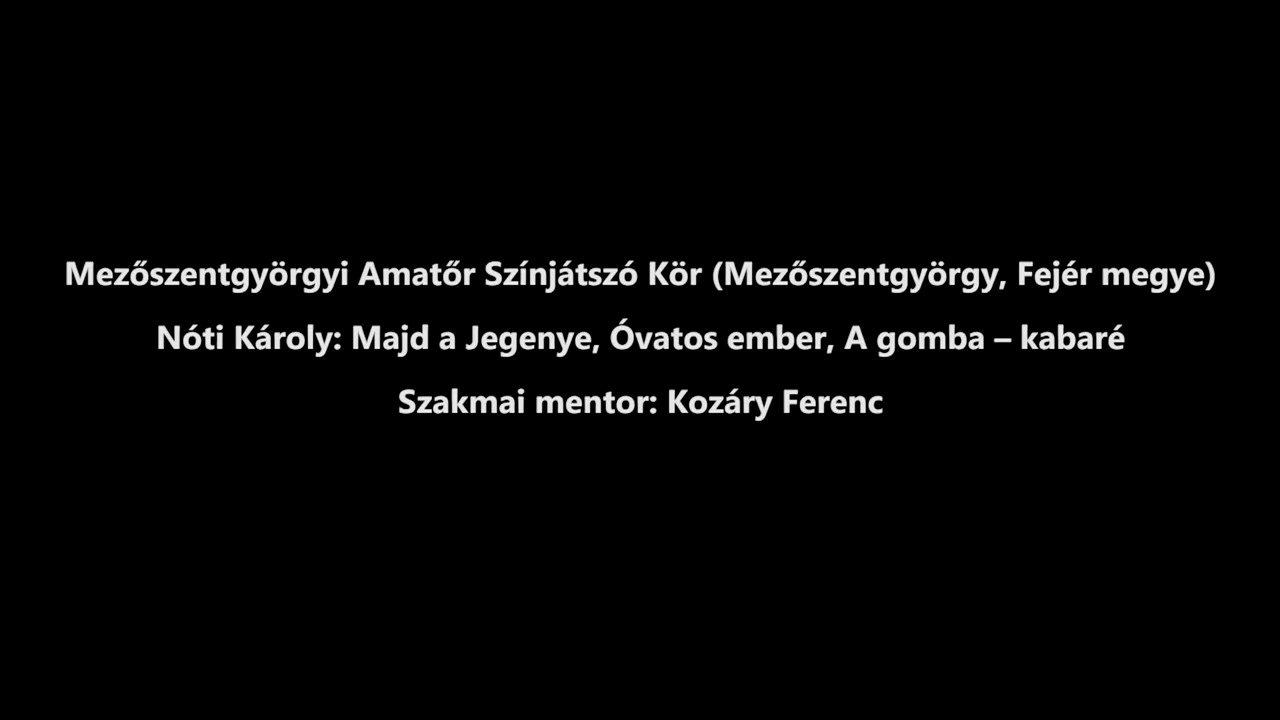 Mezőszentgyörgyi Amatőr Színjátszó Kör (Mezőszentgyörgy, Fejér megye)
Nóti Károly: Majd a Jegenye, Óvatos ember, A gomba – kabaré
Szakmai mentor: Kozáry Ferenc